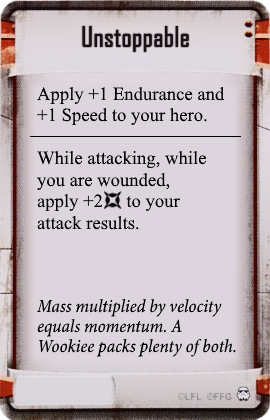 Unstoppable
Apply +1 Endurance and
+1 Speed to your hero.
While attacking, while
you are wounded,
apply +2 to your
attack results.
Mass multiplied by velocity
equals momentum. A
Wookiee packs plenty of both.
©LFL ©FFG